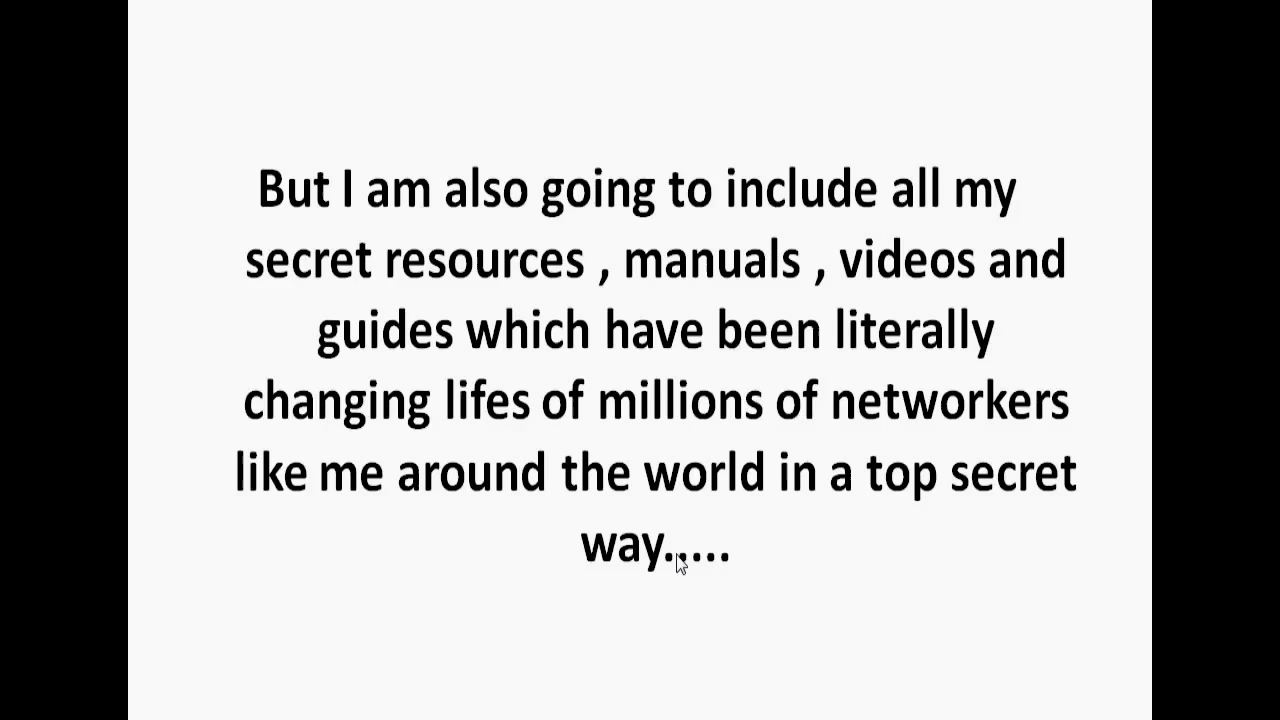 But I am also going to include all my
secret resources , manuals , videos and
guides which have been literally
changing lifes of millions of networkers
like me around the world in a top secret
way.....